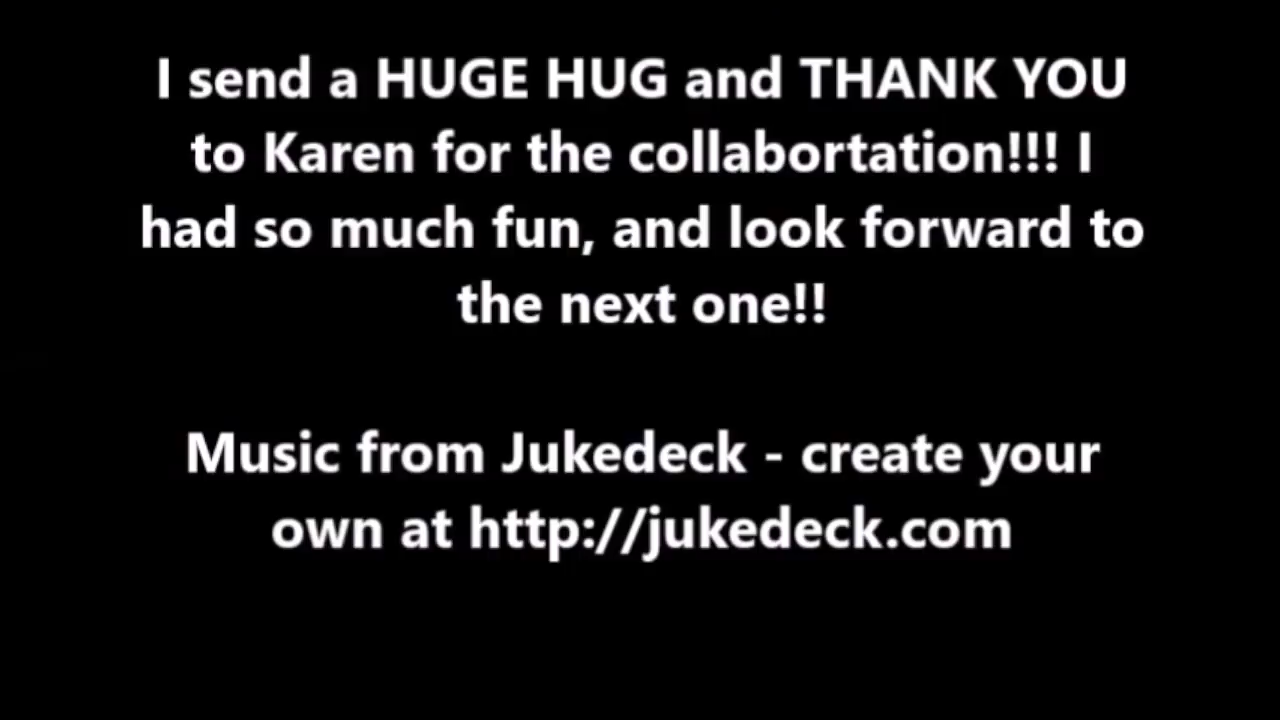 I send a HUGE HUG and THANK YOU
to Karen for the collabortation!!! I
had so much fun, and look forward to
the next one!!
Music from Jukedeck - create your
own at http://jukedeck.com